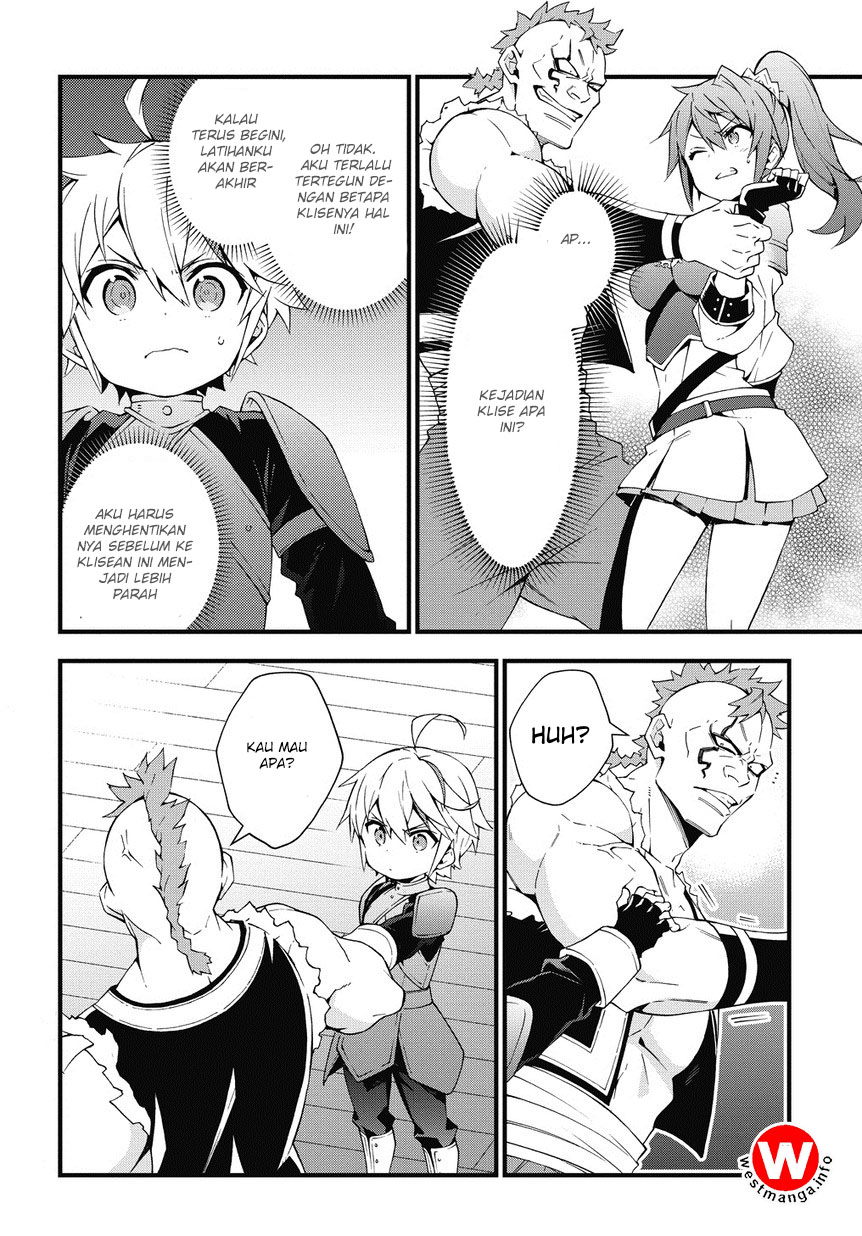 AP...
KEJADIAN
KLISE APA
INI?
OH TIDAK.
AKU TERLALU
TERTEGUN DE-
NGAN BETAPA
KLISENYA HAL
INI!
KALAU
TERUS BEGINI,
LATIHANKU
AKAN BER-
AKHIR
AKU HARUS
MENGHENTIKAN
NYA SEBELUM KE
KLISEAN INI MEN-
JADI LEBIH
PARAH
HUH?
KAU MAU
APA?
W
westmanga.info